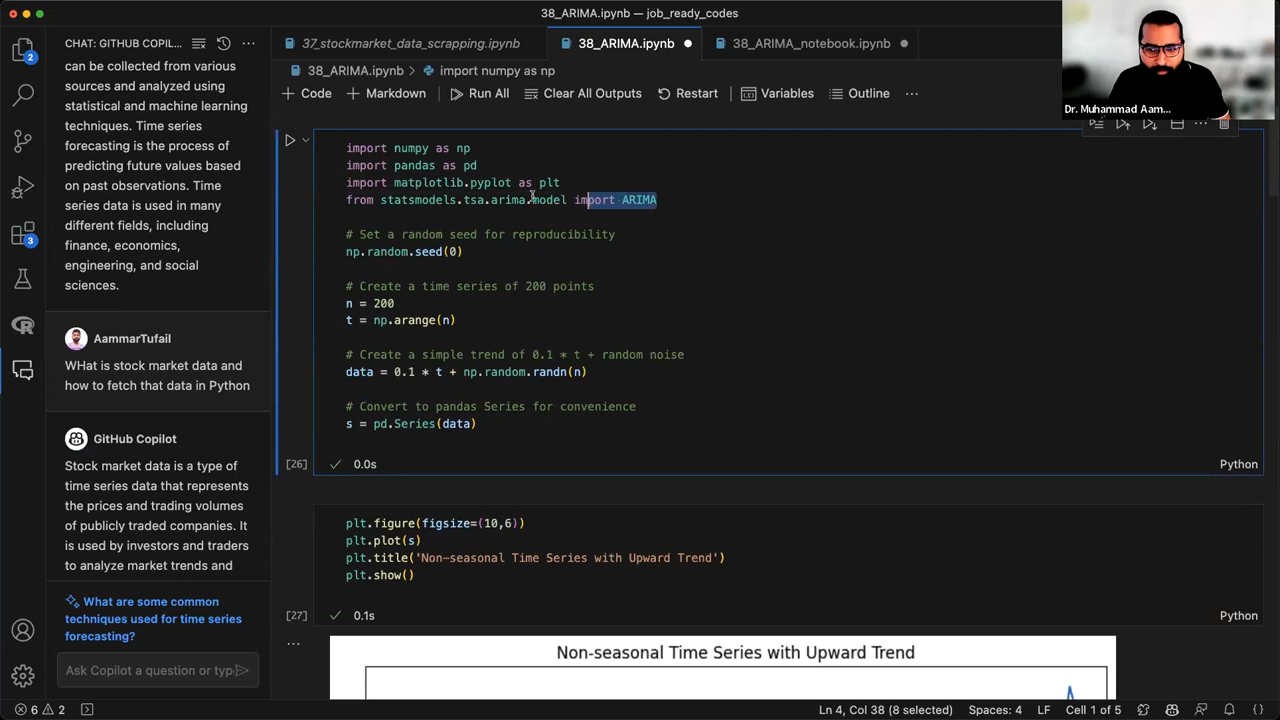 38_ARIMA.ipynb — job_ready_codes
CHAT: GITHUB COPIL...
37_stockmarket_data_scrapping.ipynb
38_ARIMA.ipynb
38_ARIMA_notebook.ipynb
38_ARIMA.ipynb > import numpy as np
Code
Markdown
Run All
Clear All Outputs
Restart
Variables
Outline
Dr. Muhammad Aam...
can be collected from various
sources and analyzed using
statistical and machine learning
techniques. Time series
forecasting is the process of
predicting future values based
on past observations. Time
series data is used in many
different fields, including
finance, economics,
engineering, and social
sciences.
AammarTufail
WHat is stock market data and
how to fetch that data in Python
GitHub Copilot
Stock market data is a type of
time series data that represents
the prices and trading volumes
of publicly traded companies. It
is used by investors and traders
to analyze market trends and
What are some common
techniques used for time series
forecasting?
Ask Copilot a question or type
2
3
import numpy as np
import pandas as pd
import matplotlib.pyplot as plt
from statsmodels.tsa.arima.model import ARIMA
# Set a random seed for reproducibility
np.random.seed(0)
# Create a time series of 200 points
n = 200
t = np.arange(n)
# Create a simple trend of 0.1 * t + random noise
data = 0.1 * t + np.random.randn(n)
# Convert to pandas Series for convenience
s = pd.Series(data)
[26] 0.0s Python
plt.figure(figsize=(10,6))
plt.plot(s)
plt.title('Non-seasonal Time Series with Upward Trend')
plt.show()
[27] 0.1s Python
Non-seasonal Time Series with Upward Trend
6 2
Ln 4, Col 38 (8 selected) Spaces: 4 LF Cell 1 of 5